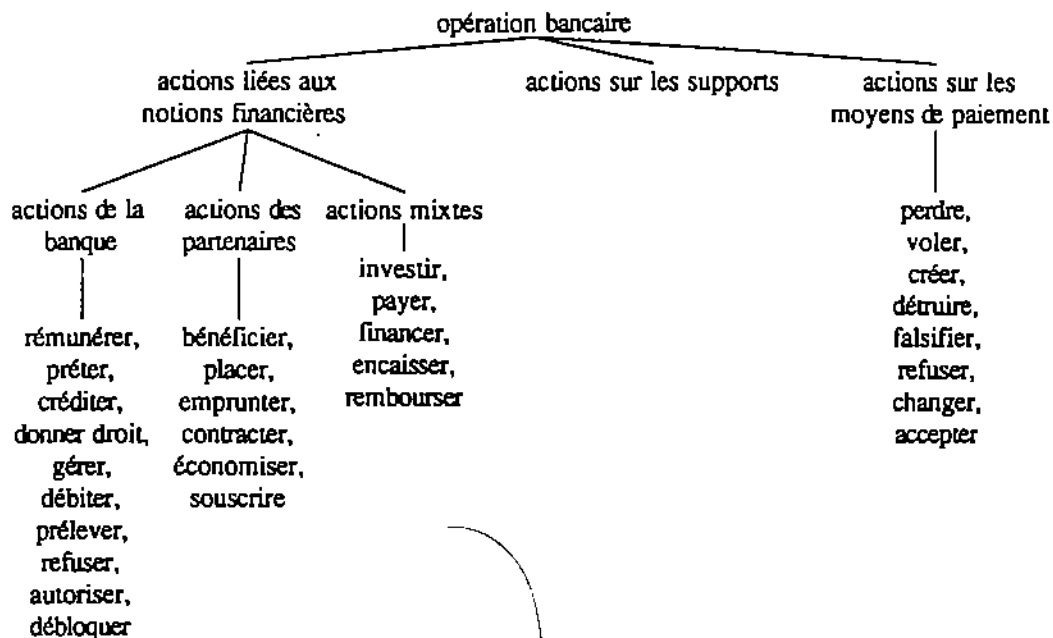 opération bancaire
actions liées aux
notions financières
actions sur les supports
actions sur les
moyens de paiement
actions de la
banque
actions des
partenaires
actions mixtes
rémunérer,
préter,
créditer,
donner droit,
gérer,
débiter,
prélever,
refuser,
autoriser,
débloquer
bénéficier,
placer,
emprunter,
contracter,
économiser,
souscrire
investir,
payer,
financer,
encaisser,
rembourser
perdre,
voler,
créer,
détruire,
falsifier,
refuser,
changer,
accepter